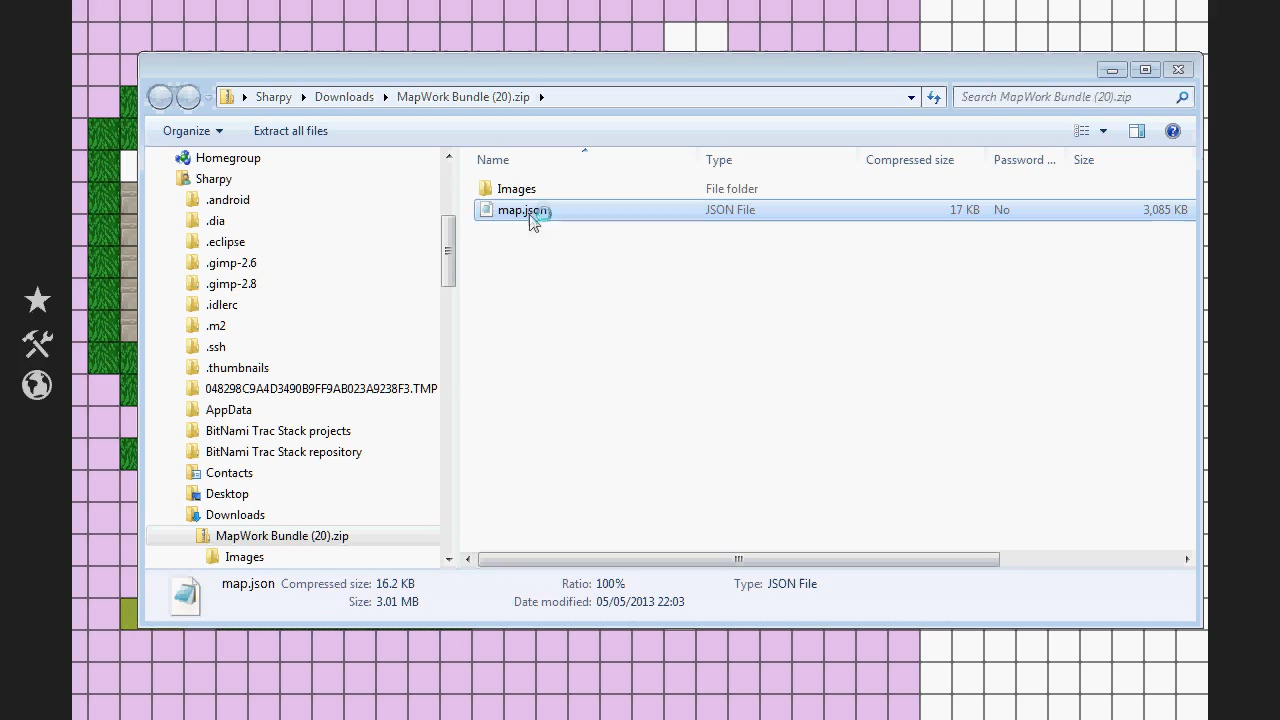 Sharpy Downloads MapWork Bundle (20).zip Search MapWork Bundle (20).zip
Organize Extract all files
Homegroup
Sharpy
.android
.dia
.eclipse
.gimp-2.6
.gimp-2.8
.idlerc
.m2
.ssh
.thumbnails
048298C9A4D3490B9FF9AB023A9238F3.TMP
AppData
BitNami Trac Stack projects
BitNami Trac Stack repository
Contacts
Desktop
Downloads
MapWork Bundle (20).zip
Images
Name Type Compressed size Password ... Size
Images File folder
map.json JSON File 17 KB No 3,085 KB
map.json Compressed size: 16.2 KB Ratio: 100% Type: JSON File
Size: 3.01 MB Date modified: 05/05/2013 22:03